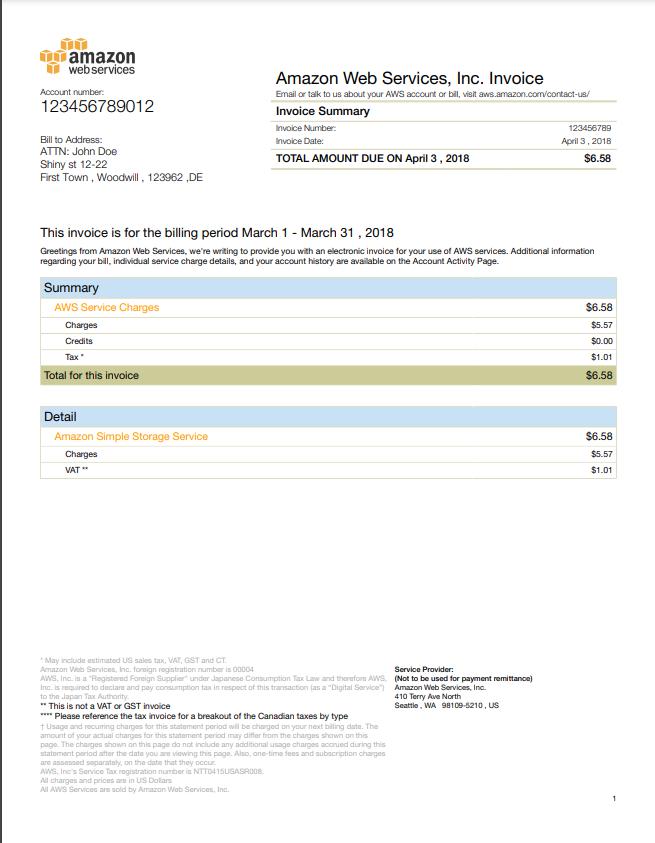 amazon
webservices
Account number:
123456789012
Bill to Address:
ATTN: John Doe
Shiny st 12-22
First Town , Woodwill , 123962 ,DE
Amazon Web Services, Inc. Invoice
Email or talk to us about your AWS account or bill, visit aws.amazon.com/contact-us/
Invoice Summary
Invoice Number: 123456789
Invoice Date: April 3 , 2018
TOTAL AMOUNT DUE ON April 3 , 2018 $6.58
This invoice is for the billing period March 1 - March 31 , 2018
Greetings from Amazon Web Services, we're writing to provide you with an electronic invoice for your use of AWS services. Additional information
regarding your bill, individual service charge details, and your account history are available on the Account Activity Page.
Summary
AWS Service Charges $6.58
Charges $5.57
Credits $0.00
Tax * $1.01
Total for this invoice $6.58
Detail
Amazon Simple Storage Service $6.58
Charges $5.57
VAT ** $1.01
* May include estimated US sales tax, VAT, GST and CT.
Amazon Web Services, Inc. foreign registration number is 00004
AWS, Inc. is a "Registered Foreign Supplier" under Japanese Consumption Tax Law and therefore AWS,
Inc. is required to declare and pay consumption tax in respect of this transaction (as a "Digital Service")
to the Japan Tax Authority.
** This is not a VAT or GST invoice
**** Please reference the tax invoice for a breakout of the Canadian taxes by type
† Usage and recurring charges for this statement period will be charged on your next billing date. The
amount of your actual charges for this statement period may differ from the charges shown on this
page. The charges shown on this page do not include any additional usage charges accrued during this
statement period after the date you are viewing this page. Also, one-time fees and subscription charges
are assessed separately, on the date that they occur.
AWS, Inc's Service Tax registration number is NTT0415USASR008.
All charges and prices are in US Dollars
All AWS Services are sold by Amazon Web Services, Inc.
Service Provider:
(Not to be used for payment remittance)
Amazon Web Services, Inc.
410 Terry Ave North
Seattle , WA 98109-5210 , US
1